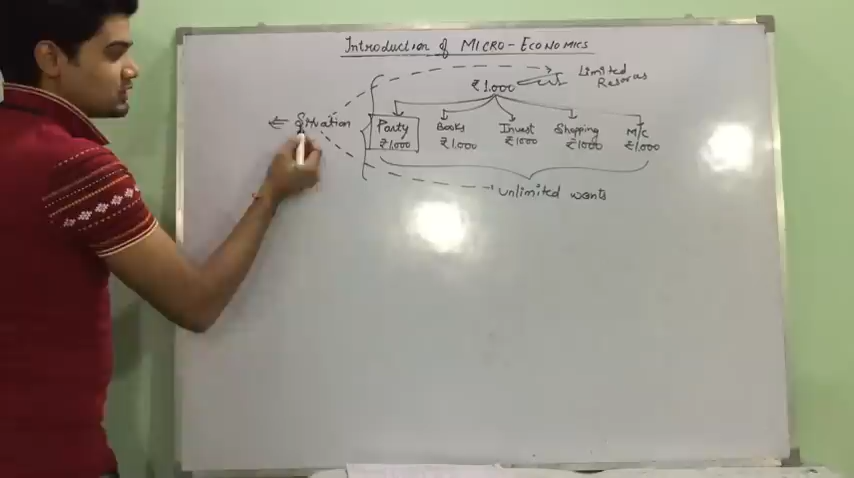 Introduction of MICRO-ECONOMICS
₹1,000
Limited
Resoras
Situation
Party Books Invest Shopping M/C
₹1,000 ₹1,000 ₹1000 ₹1000 ₹1,000
unlimited wants